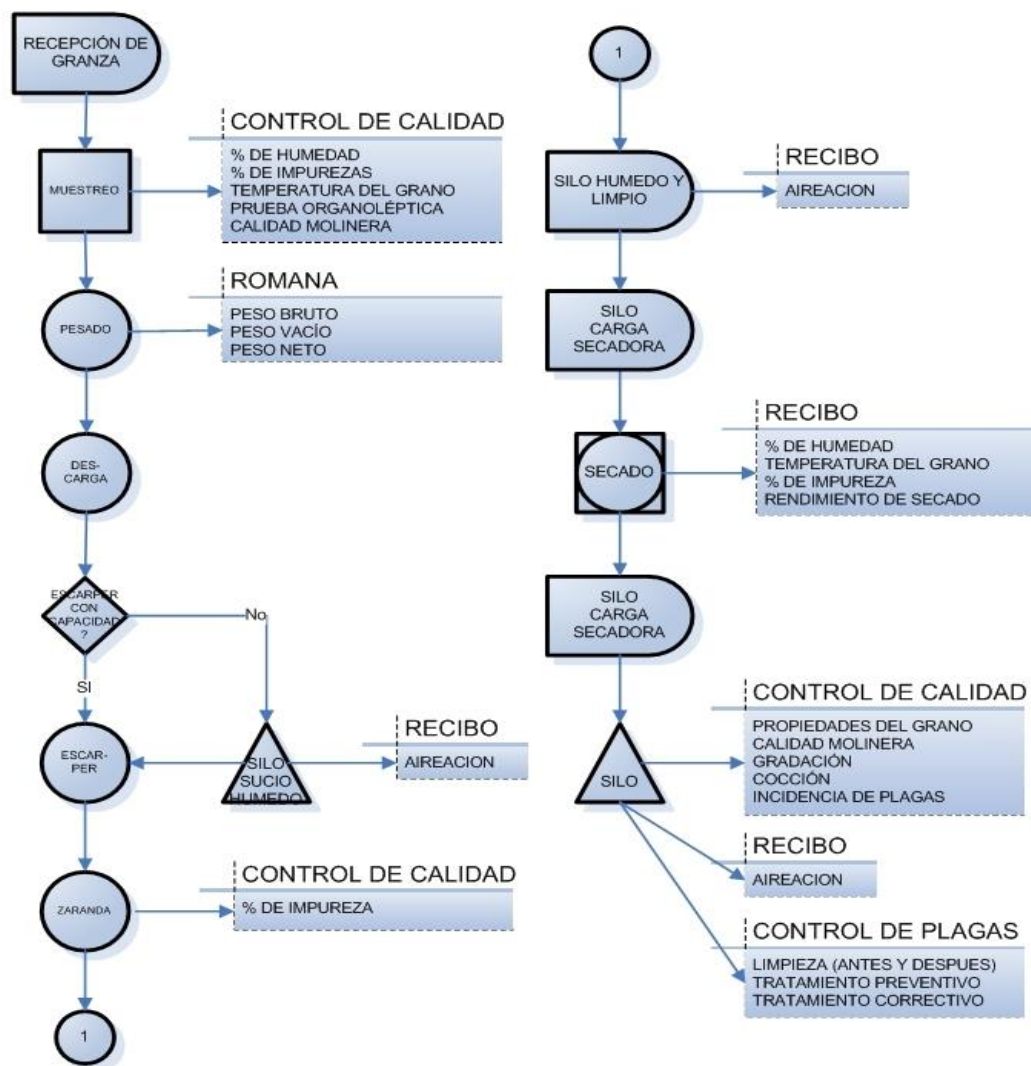 RECEPCIÓN DE
GRANZA
CONTROL DE CALIDAD
MUESTREO
% DE HUMEDAD
% DE IMPUREZAS
TEMPERATURA DEL GRANO
PRUEBA ORGANOLÉPTICA
CALIDAD MOLINERA
ROMANA
PESADO
PESO BRUTO
PESO VACÍO
PESO NETO
DES-
CARGA
ESCARPER
CON
CAPACIDAD
?
No
SI
ESCAR-
PER
SILO
SUCIO
HUMEDO
RECIBO
AIREACION
CONTROL DE CALIDAD
ZARANDA
% DE IMPUREZA
1
1
SILO HUMEDO Y
LIMPIO
RECIBO
AIREACION
SILO
CARGA
SECADORA
RECIBO
SECADO
% DE HUMEDAD
TEMPERATURA DEL GRANO
% DE IMPUREZA
RENDIMIENTO DE SECADO
SILO
CARGA
SECADORA
CONTROL DE CALIDAD
SILO
PROPIEDADES DEL GRANO
CALIDAD MOLINERA
GRADACIÓN
COCCIÓN
INCIDENCIA DE PLAGAS
RECIBO
AIREACION
CONTROL DE PLAGAS
LIMPIEZA (ANTES Y DESPUES)
TRATAMIENTO PREVENTIVO
TRATAMIENTO CORRECTIVO